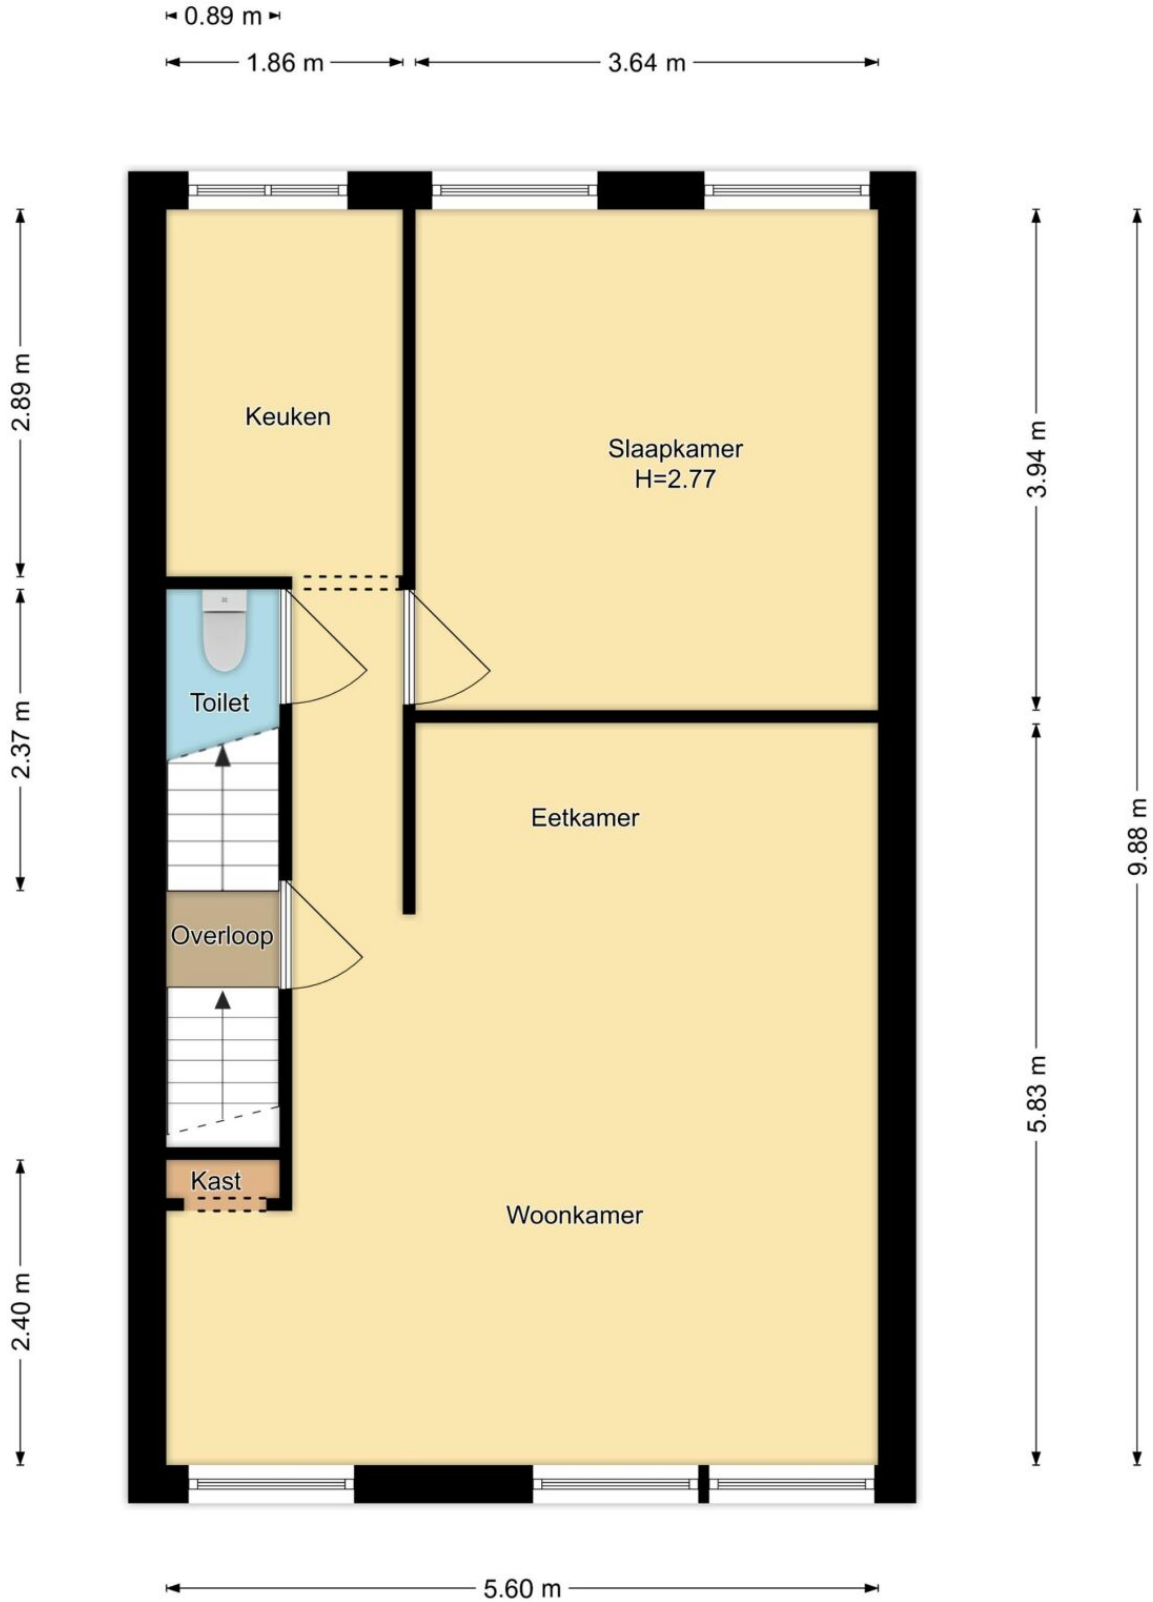 0.89 m
1.86 m
3.64 m
2.89 m
Keuken
Slaapkamer
H=2.77
3.94 m
Toilet
2.37 m
Eetkamer
9.88 m
Overloop
5.83 m
Kast
Woonkamer
2.40 m
5.60 m